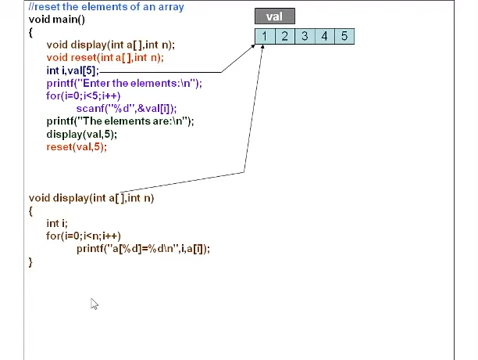 //reset the elements of an array
void main()
{
void display(int a[ ],int n);
void reset(int a[ ],int n);
int i,val[5];
printf("Enter the elements:\n");
for(i=0;i<5;i++)
scanf("%d",&val[i]);
printf("The elements are:\n");
display(val,5);
reset(val,5);
val
1 2 3 4 5
void display(int a[ ],int n)
{
int i;
for(i=0;i<n;i++)
printf("a[%d]=%d\n",i,a[i]);
}